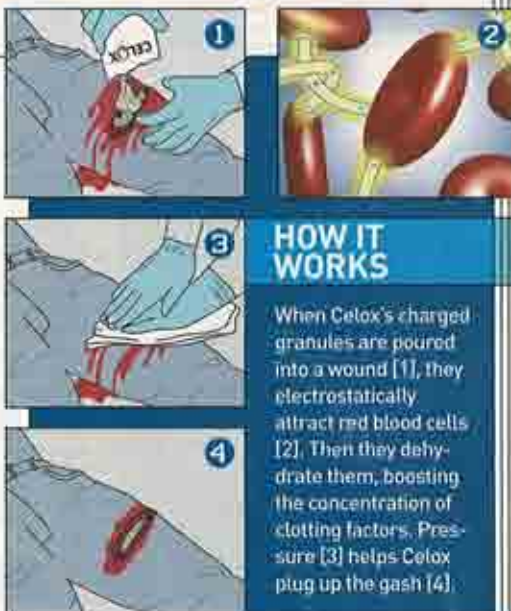 1
CELOX
2
3
4
HOW IT
WORKS
When Celox's charged
granules are poured
into a wound [1], they
electrostatically
attract red blood cells
[2]. Then they dehy-
drate them, boosting
the concentration of
clotting factors. Pres-
sure [3] helps Celox
plug up the gash [4].